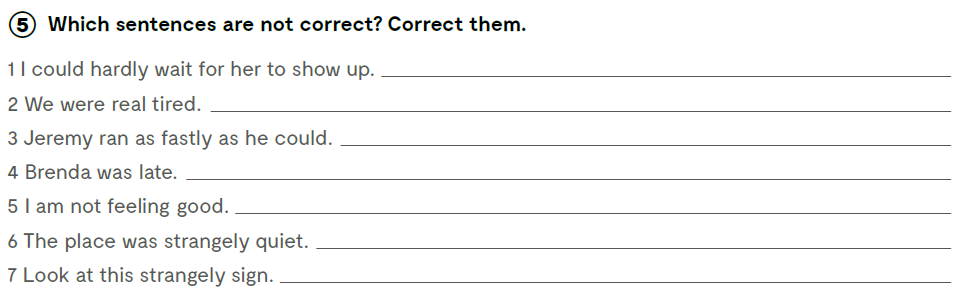 5 Which sentences are not correct? Correct them.
1 I could hardly wait for her to show up.
2 We were real tired.
3 Jeremy ran as fastly as he could.
4 Brenda was late.
5 I am not feeling good.
6 The place was strangely quiet.
7 Look at this strangely sign.